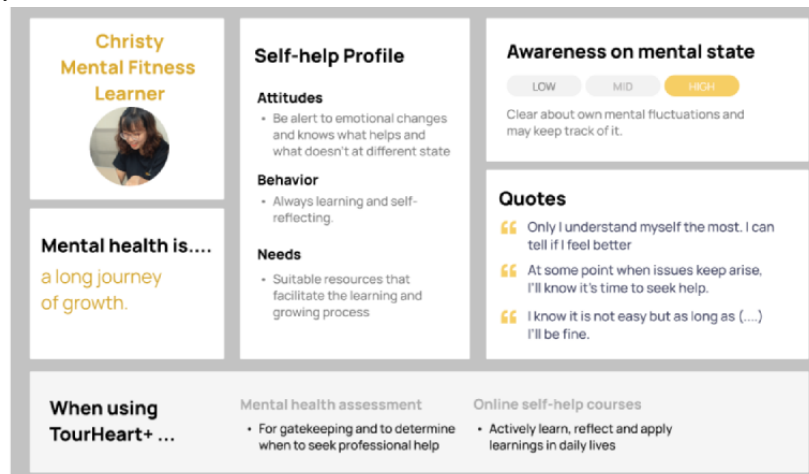 Christy
Mental Fitness
Learner
Mental health is....
a long journey
of growth.
Self-help Profile
Attitudes
• Be alert to emotional changes
and knows what helps and
what doesn't at different state
Behavior
• Always learning and self-
reflecting.
Needs
• Suitable resources that
facilitate the learning and
growing process
Awareness on mental state
LOW MID HIGH
Clear about own mental fluctuations and
may keep track of it.
Quotes
“ Only I understand myself the most. I can
tell if I feel better
“ At some point when issues keep arise,
I'll know it's time to seek help.
“ I know it is not easy but as long as (....)
I'll be fine.
When using
TourHeart+ ...
Mental health assessment
• For gatekeeping and to determine
when to seek professional help
Online self-help courses
• Actively learn, reflect and apply
learnings in daily lives